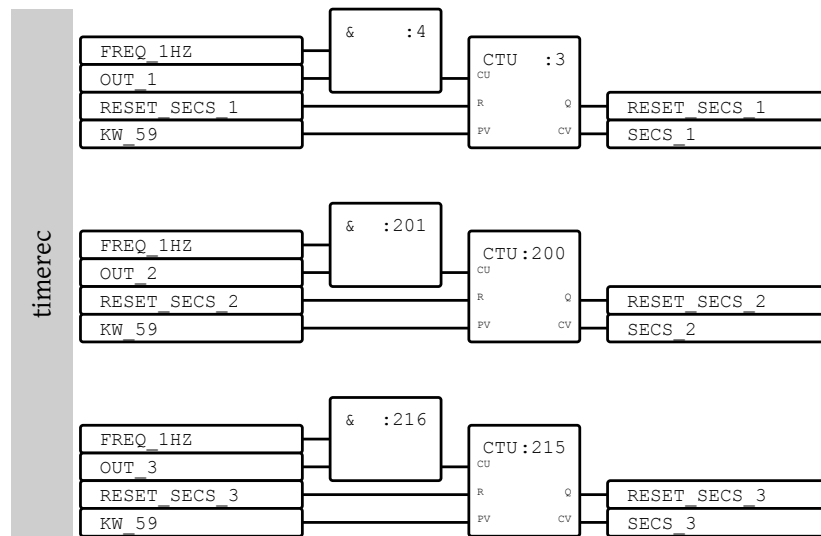 timerec
& :4
FREQ_1HZ
CTU :3
OUT_1
CU
RESET_SECS_1
R
Q
RESET_SECS_1
KW_59
PV
CV
SECS_1
& :201
FREQ_1HZ
CTU:200
OUT_2
CU
RESET_SECS_2
R
Q
RESET_SECS_2
KW_59
PV
CV
SECS_2
& :216
FREQ_1HZ
CTU:215
OUT_3
CU
RESET_SECS_3
R
Q
RESET_SECS_3
KW_59
PV
CV
SECS_3